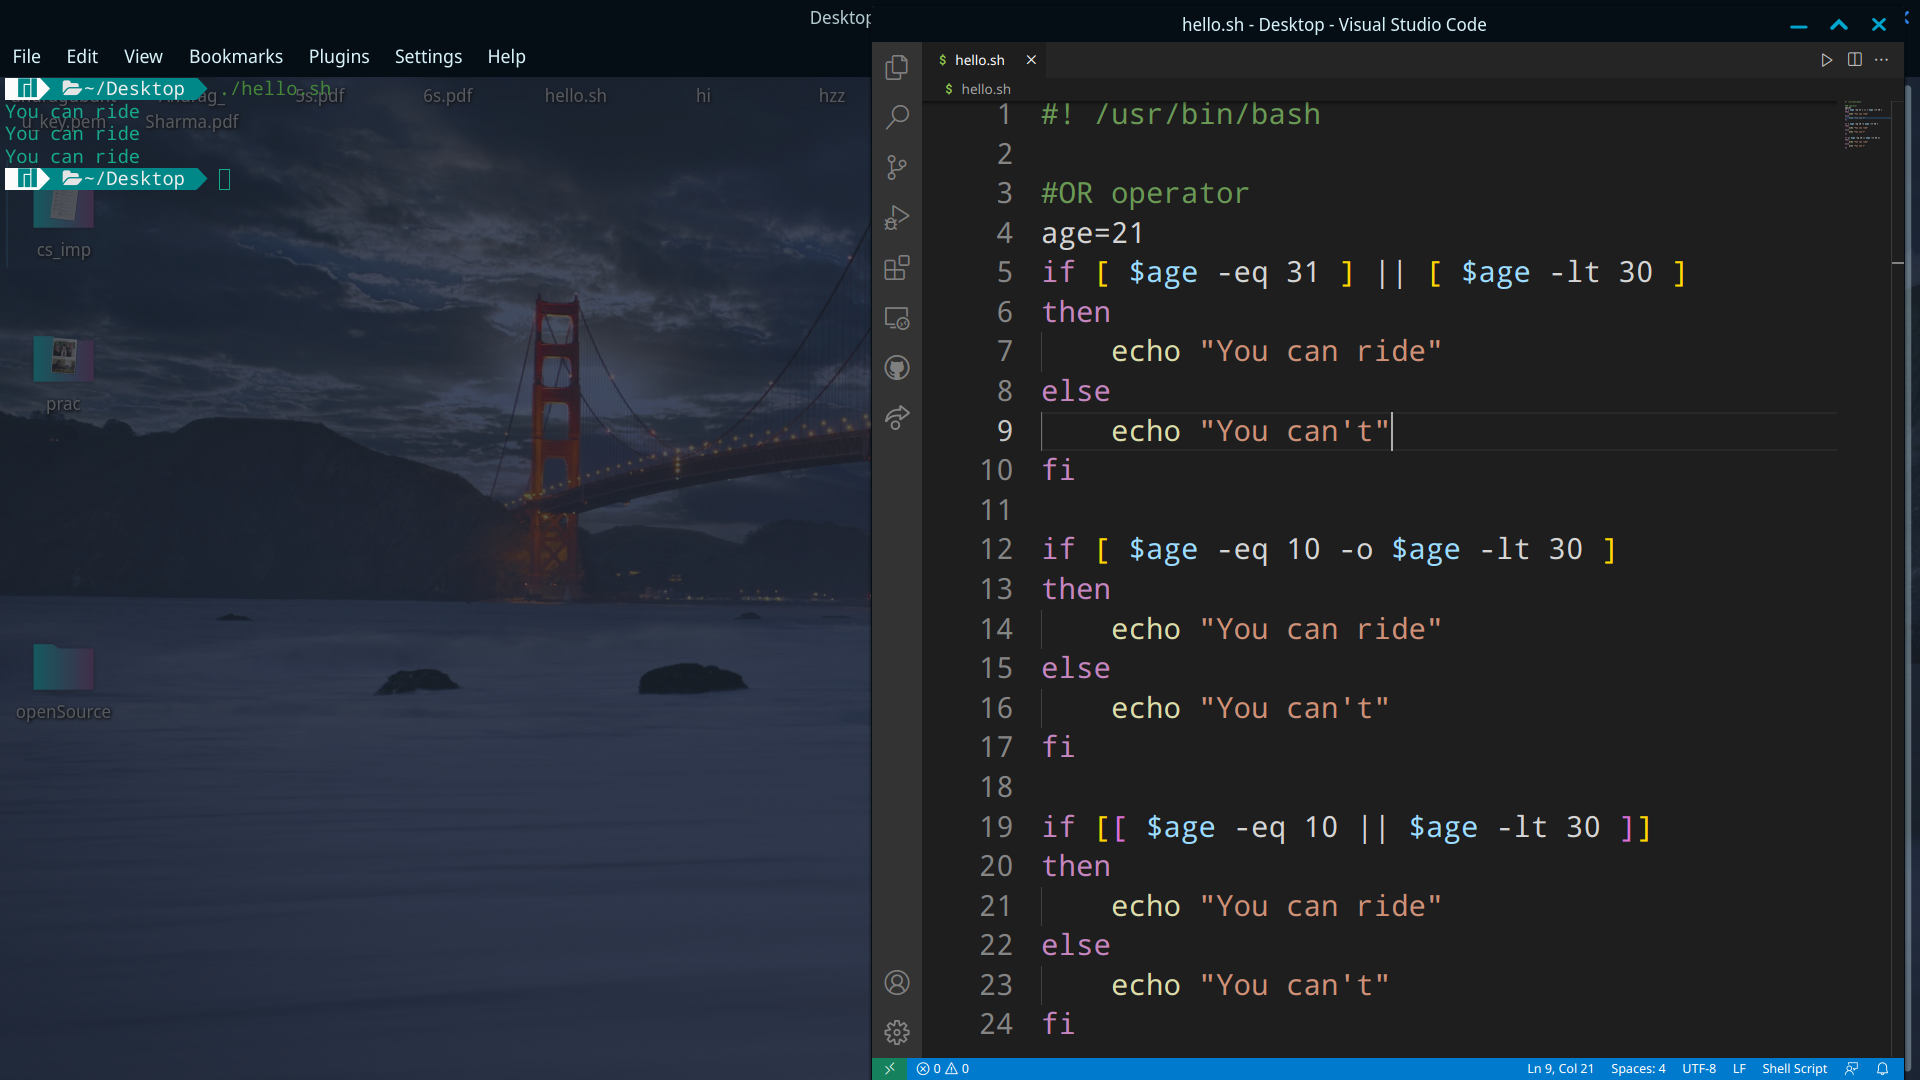 Desktop
File Edit View Bookmarks Plugins Settings Help
~/Desktop ./hello.sh
You can ride
You can ride
You can ride
~/Desktop
5s.pdf
6s.pdf
hello.sh
hi
hzz
u_key.pem
Sharma.pdf
cs_imp
prac
openSource
hello.sh - Desktop - Visual Studio Code
$ hello.sh
$ hello.sh
1 #! /usr/bin/bash
2
3 #OR operator
4 age=21
5 if [ $age -eq 31 ] || [ $age -lt 30 ]
6 then
7 echo "You can ride"
8 else
9 echo "You can't"
10 fi
11
12 if [ $age -eq 10 -o $age -lt 30 ]
13 then
14 echo "You can ride"
15 else
16 echo "You can't"
17 fi
18
19 if [[ $age -eq 10 || $age -lt 30 ]]
20 then
21 echo "You can ride"
22 else
23 echo "You can't"
24 fi
0 0 Ln 9, Col 21 Spaces: 4 UTF-8 LF Shell Script